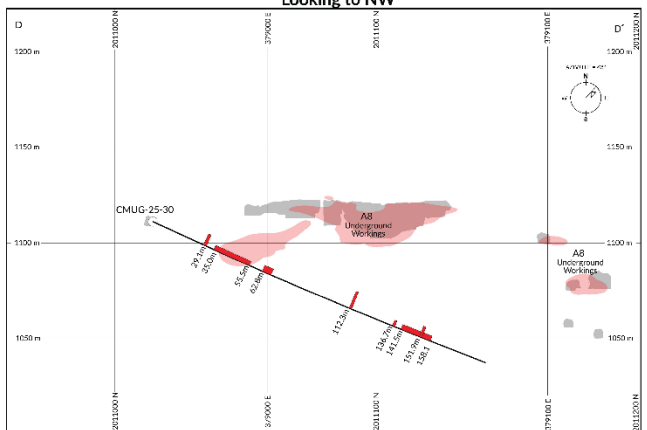 Looking to NW
D
D'
2011000 N
379000 E
2011100 N
379100 E
2011200 N
1200 m
1200 m
N
1150 m
1150 m
CMUG-25-30
A8
Underground
Workings
1100 m
1100 m
A8
Underground
Workings
29.1m
35.0m
55.5m
62.8m
112.3m
136.7m
141.5m
151.9m
158.1
1050 m
1050 m
2011000 N
379000 E
2011100 N
379100 E
2011200 N